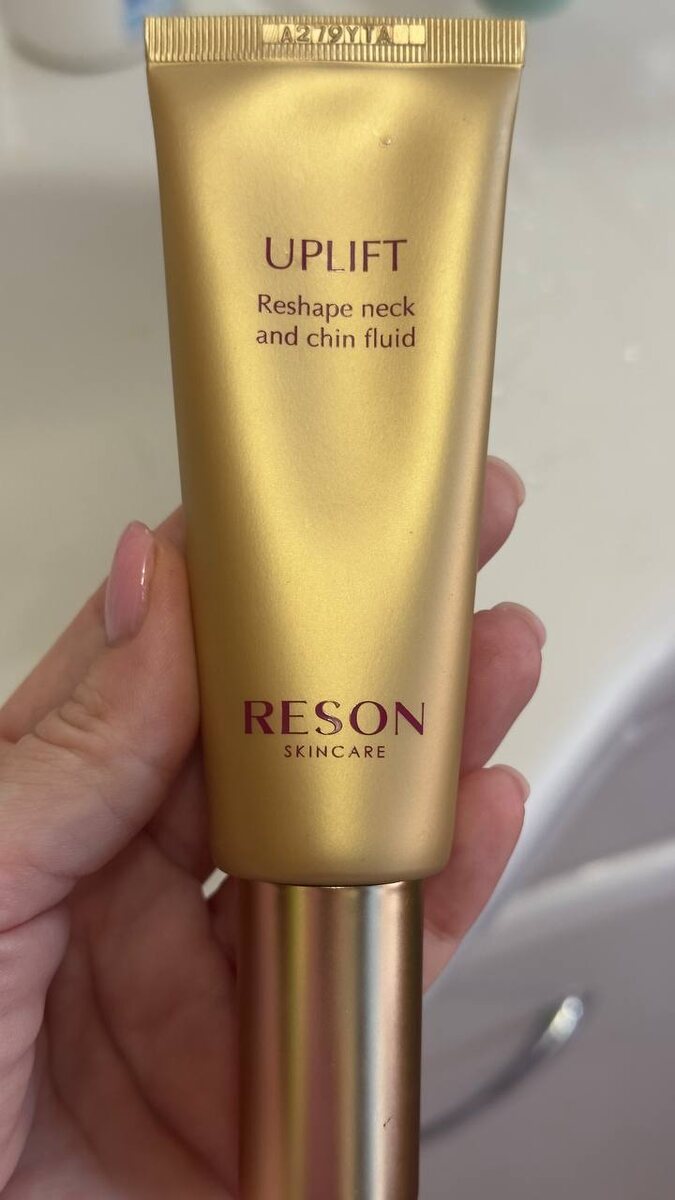 A279YTA
UPLIFT
Reshape neck
and chin fluid
RESON
SKINCARE